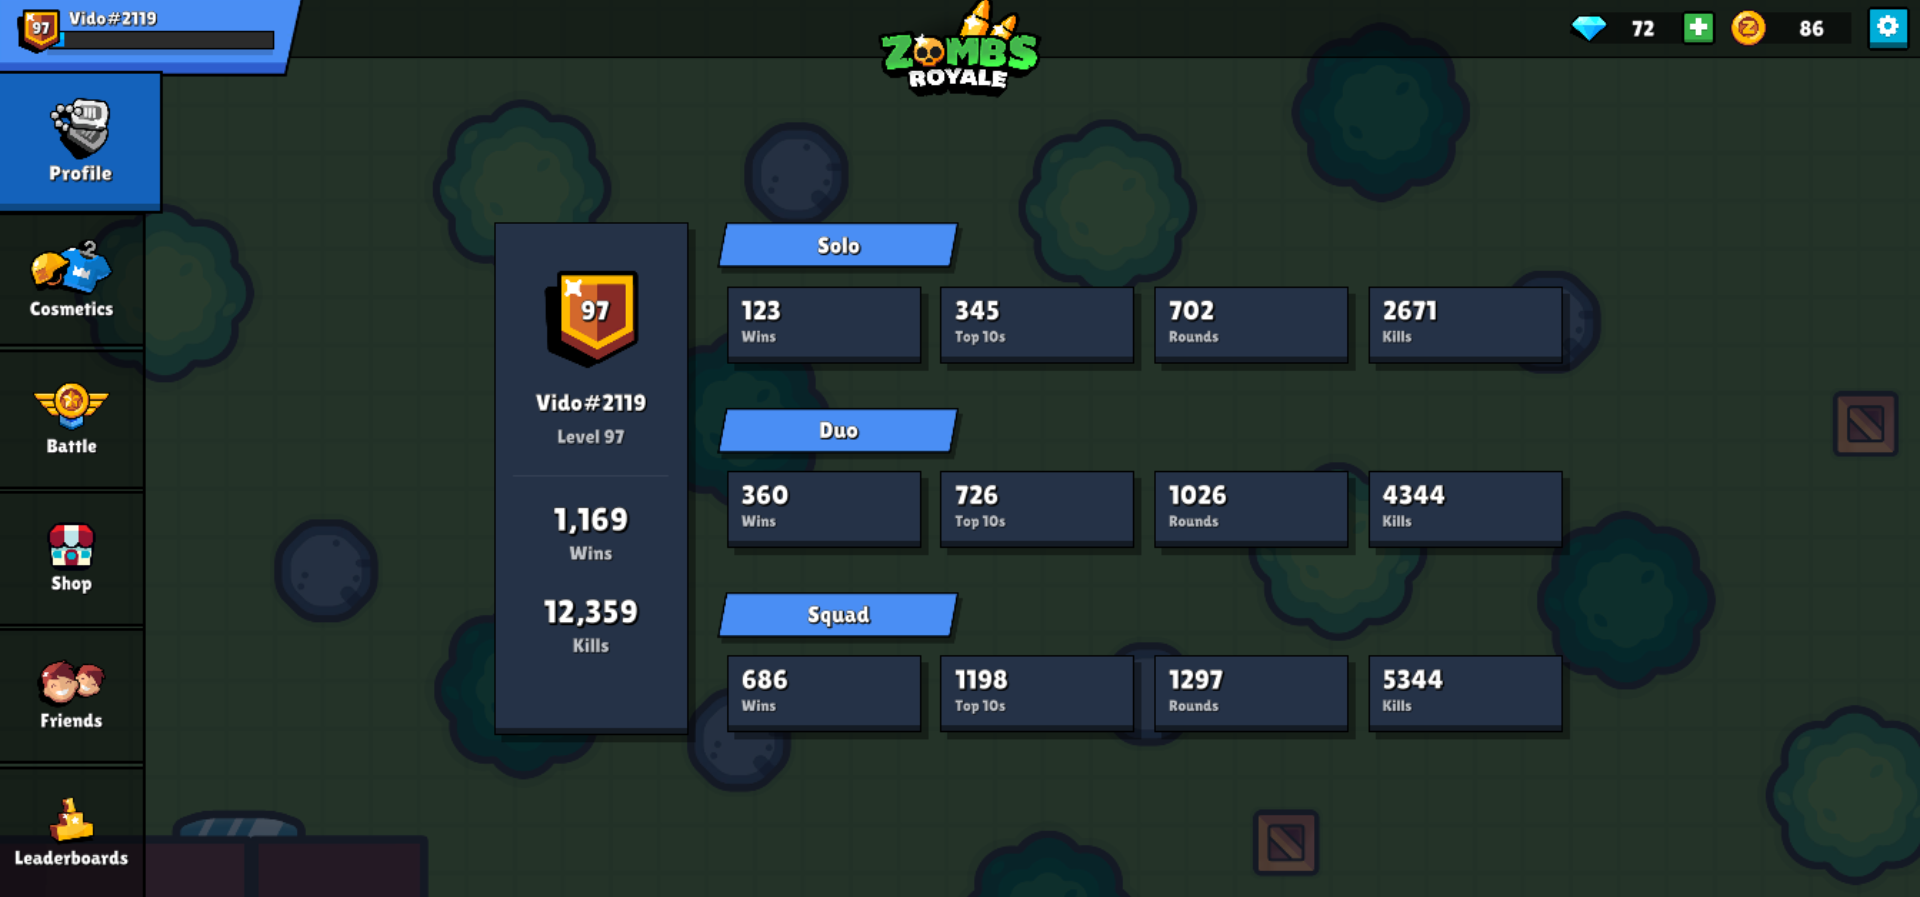 97
Vido#2119
ZOMBS
ROYALE
72
86
Profile
Cosmetics
Battle
Shop
Friends
Leaderboards
97
Vido#2119
Level 97
1,169
Wins
12,359
Kills
Solo
123
Wins
345
Top 10s
702
Rounds
2671
Kills
Duo
360
Wins
726
Top 10s
1026
Rounds
4344
Kills
Squad
686
Wins
1198
Top 10s
1297
Rounds
5344
Kills